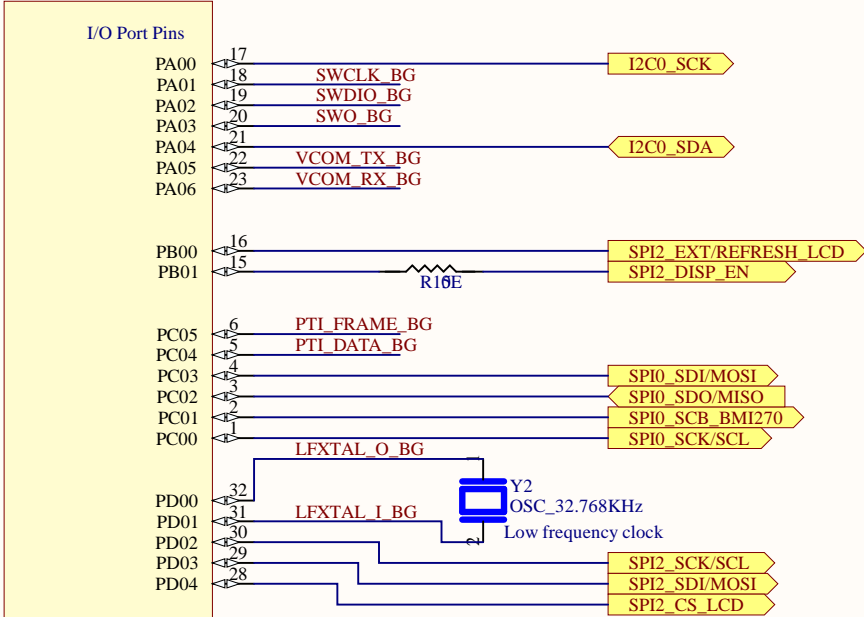 I/O Port Pins
PA00 17 I2C0_SCK
PA01 18 SWCLK_BG
PA02 19 SWDIO_BG
PA03 20 SWO_BG
PA04 21 I2C0_SDA
PA05 22 VCOM_TX_BG
PA06 23 VCOM_RX_BG
PB00 16 SPI2_EXT/REFRESH_LCD
PB01 15 SPI2_DISP_EN
PC05 6 PTI_FRAME_BG
PC04 5 PTI_DATA_BG
PC03 4 SPI0_SDI/MOSI
PC02 3 SPI0_SDO/MISO
PC01 2 SPI0_SCB_BMI270
PC00 1 SPI0_SCK/SCL
LFXTAL_O_BG 1
PD00 32 Y2
PD01 31 LFXTAL_I_BG OSC_32.768KHz
2 Low frequency clock
PD02 30 SPI2_SCK/SCL
PD03 29 SPI2_SDI/MOSI
PD04 28 SPI2_CS_LCD